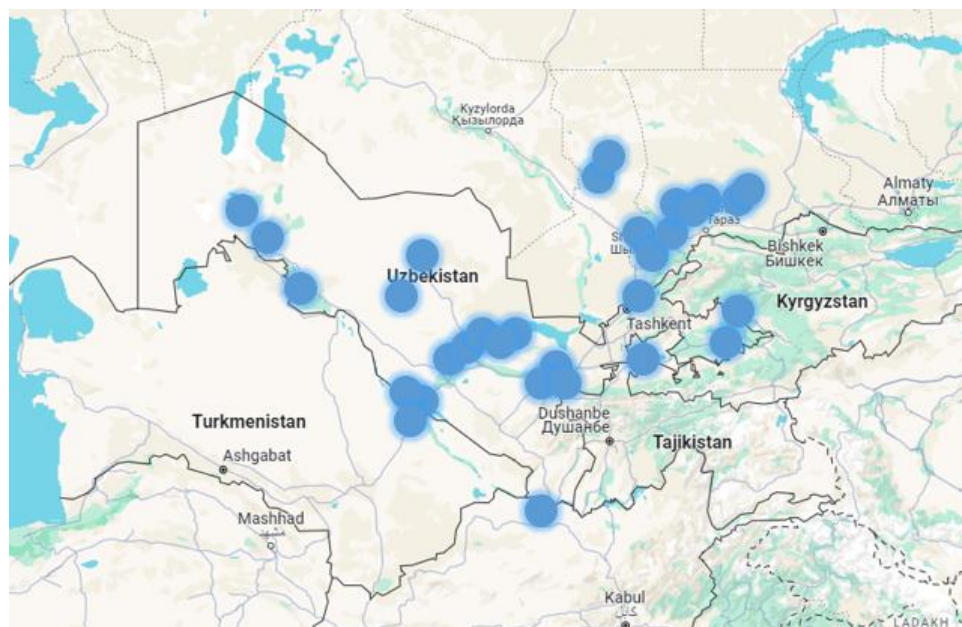 Kyzylorda
Кызылорда
Almaty
Алматы
Тараз
Bishkek
Бишкек
Uzbekistan
Kyrgyzstan
Tashkent
Turkmenistan
Dushanbe
Душанбе
Tajikistan
Ashgabat
Mashhad
مشهد
Kabul
کابل
LADAKH